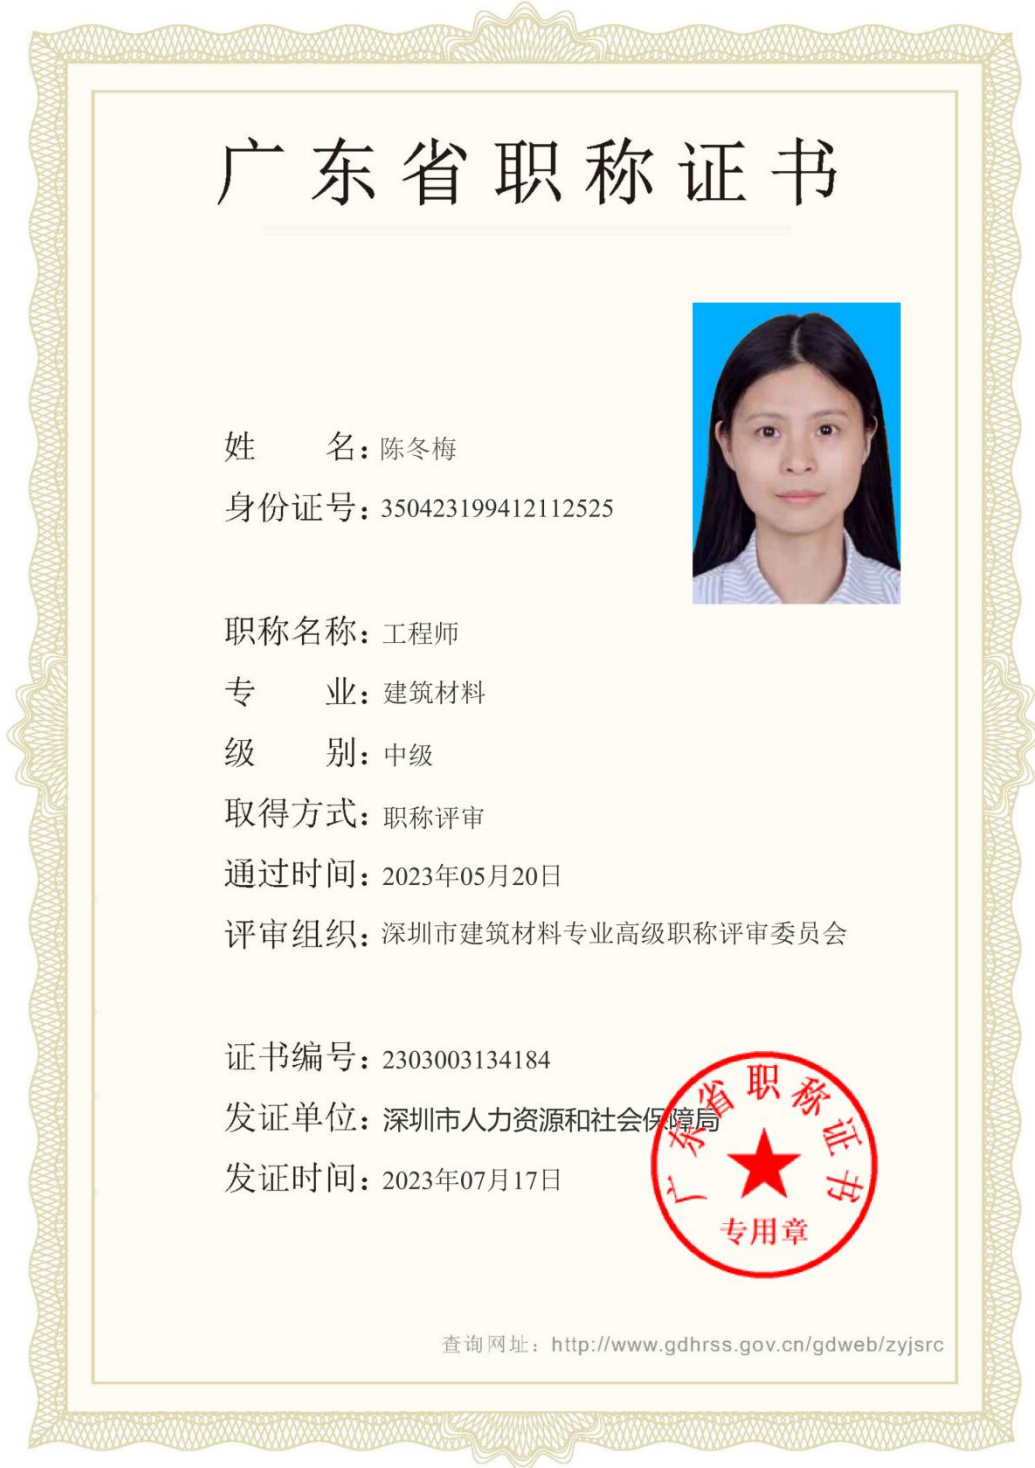 广东省职称证书
姓 名：陈冬梅
身份证号：350423199412112525
职称名称：工程师
专 业：建筑材料
级 别：中级
取得方式：职称评审
通过时间：2023年05月20日
评审组织：深圳市建筑材料专业高级职称评审委员会
证书编号：2303003134184
发证单位：深圳市人力资源和社会保障局
发证时间：2023年07月17日
广东省职称证书
专用章
查询网址：http://www.gdhrss.gov.cn/gdweb/zyjsrc